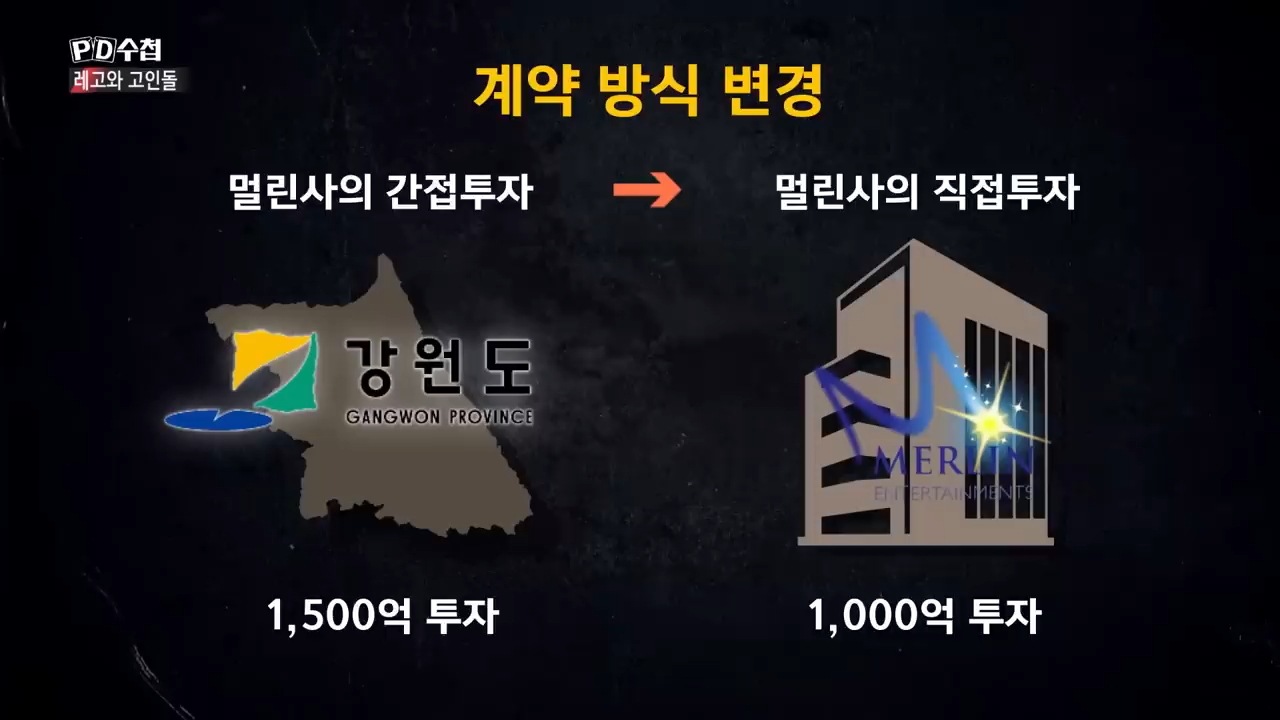 PD수첩
레고와 고인돌
계약 방식 변경
멀린사의 간접투자 → 멀린사의 직접투자
강원도
GANGWON PROVINCE
MERLIN
ENTERTAINMENTS
1,500억 투자
1,000억 투자